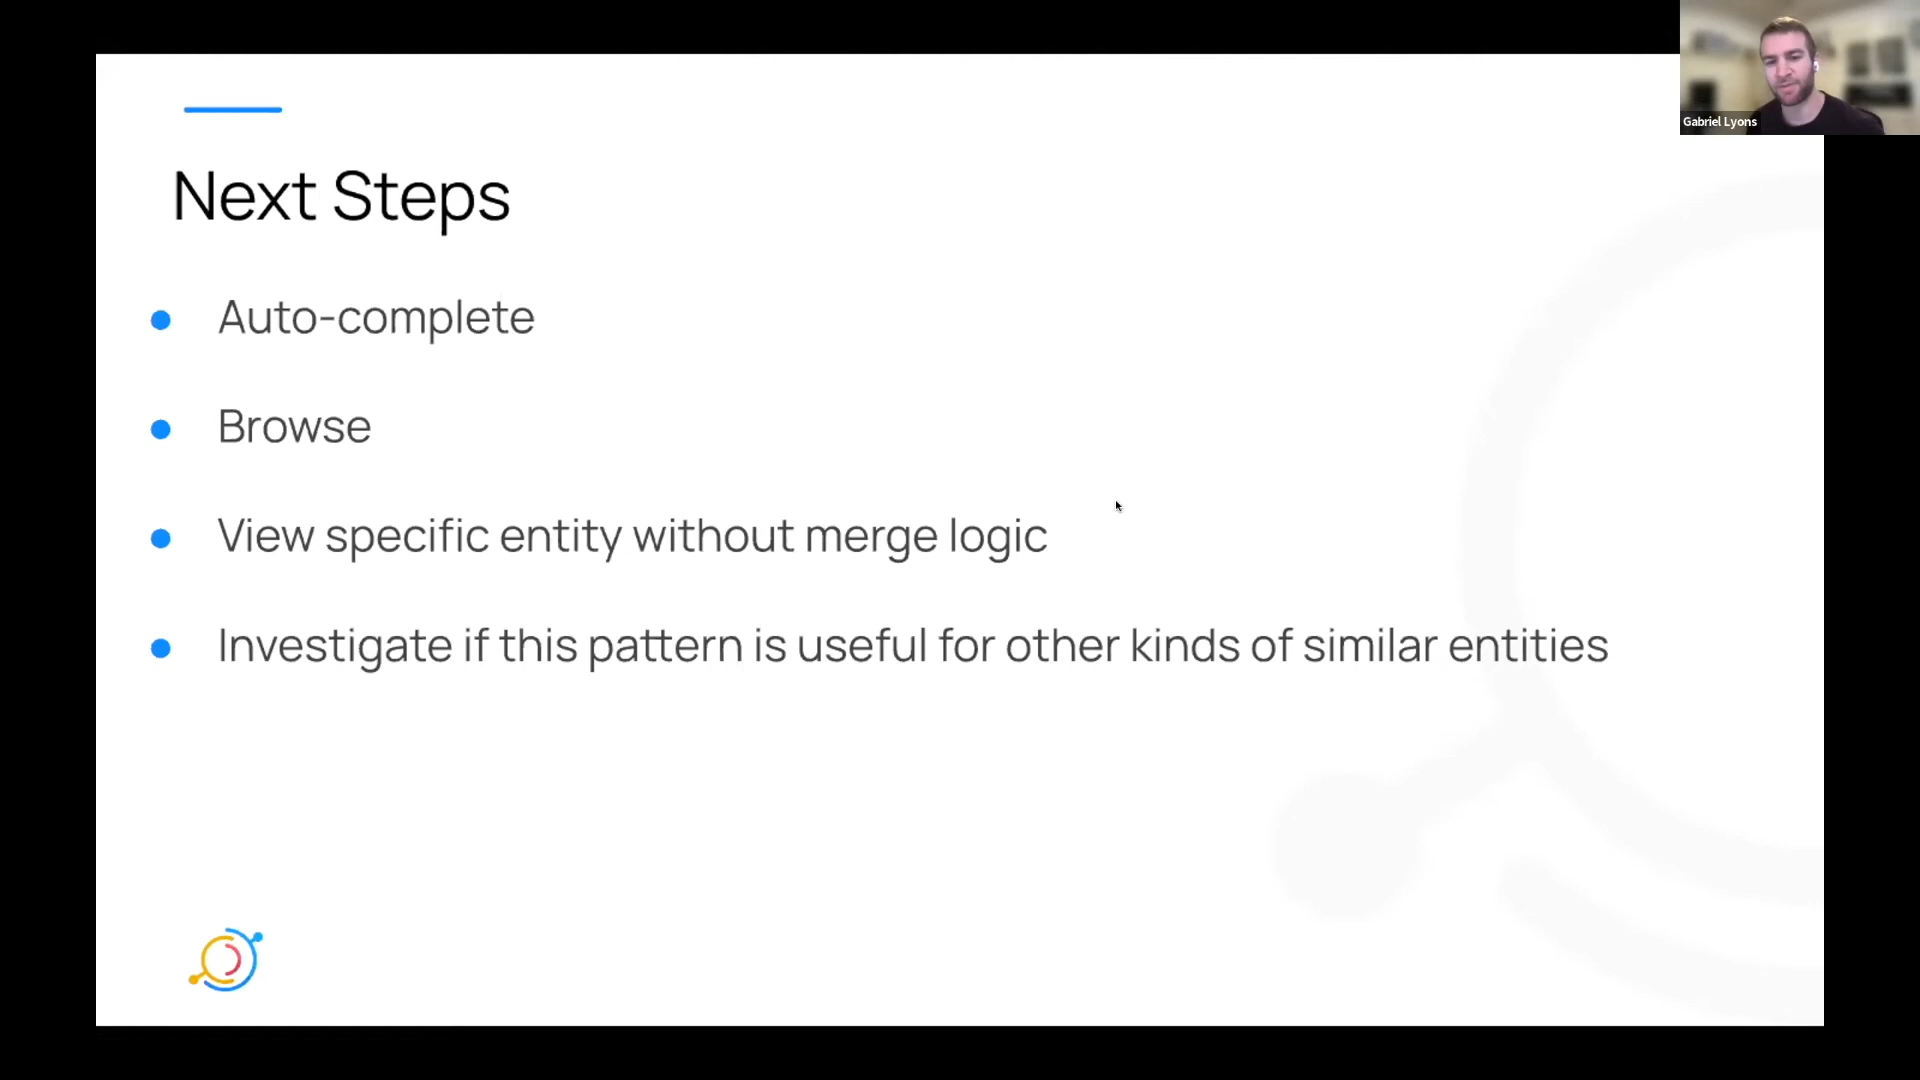 Gabriel Lyons
Next Steps
Auto-complete
Browse
View specific entity without merge logic
Investigate if this pattern is useful for other kinds of similar entities